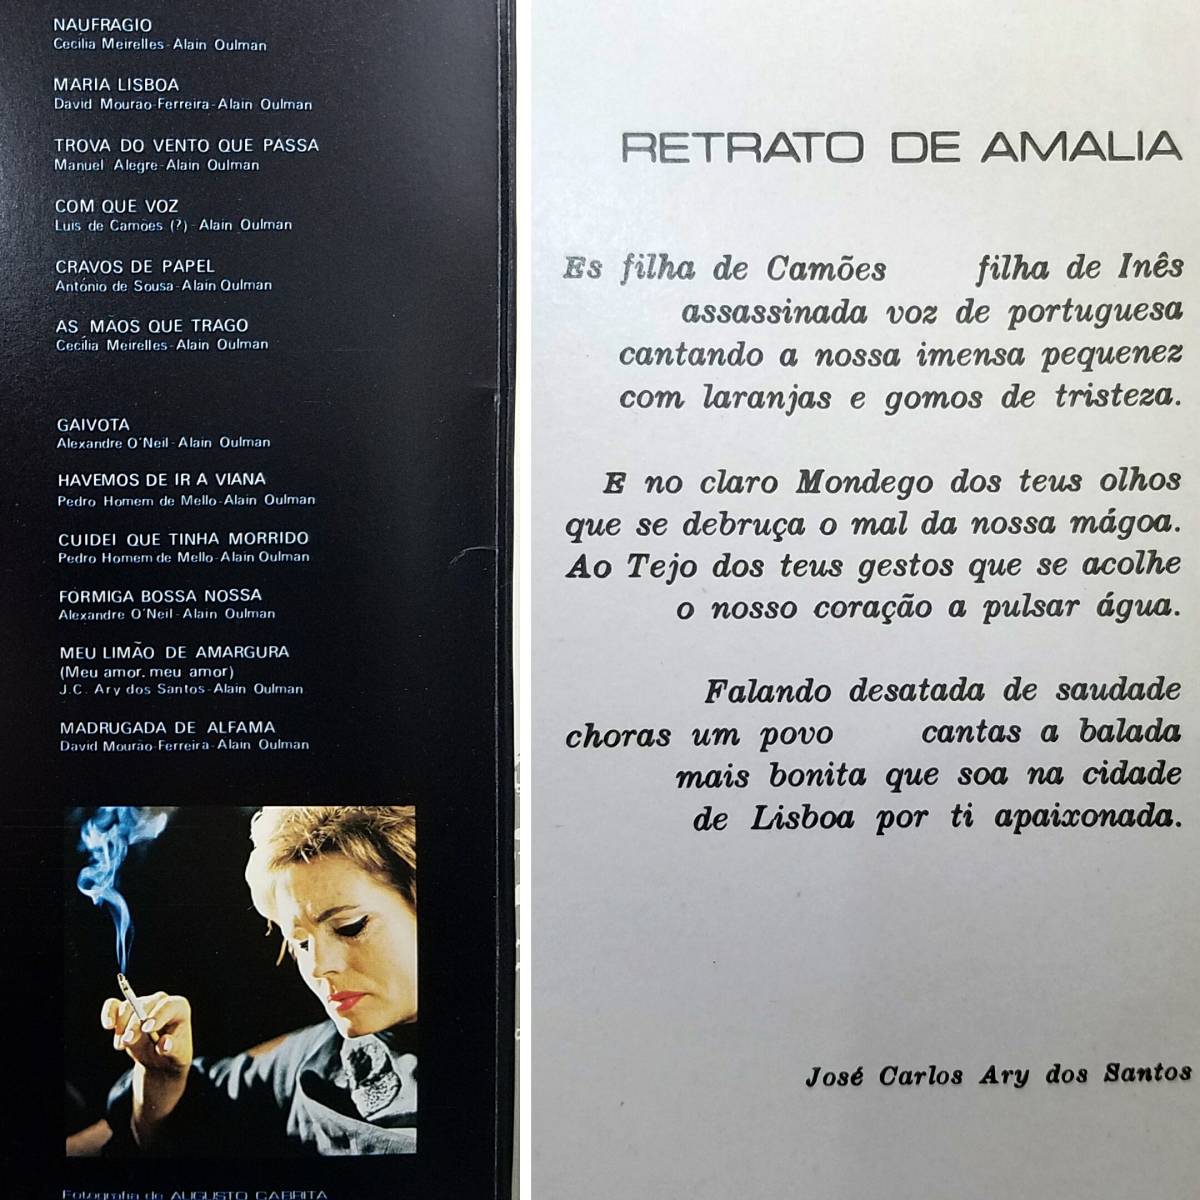 NAUFRAGIO
Cecília Meirelles-Alain Oulman
MARIA LISBOA
David Mourão-Ferreira-Alain Oulman
TROVA DO VENTO QUE PASSA
Manuel Alegre-Alain Oulman
COM QUE VOZ
Luis de Camões (?) - Alain Oulman
CRAVOS DE PAPEL
António de Sousa-Alain Oulman
AS MÃOS QUE TRAGO
Cecília Meirelles-Alain Oulman
GAIVOTA
Alexandre O'Neil-Alain Oulman
HAVEMOS DE IR A VIANA
Pedro Homem de Mello-Alain Oulman
CUIDEI QUE TINHA MORRIDO
Pedro Homem de Mello-Alain Oulman
FORMIGA BOSSA NOSSA
Alexandre O'Neil-Alain Oulman
MEU LIMÃO DE AMARGURA
(Meu amor, meu amor)
J.C. Ary dos Santos-Alain Oulman
MADRUGADA DE ALFAMA
David Mourão-Ferreira-Alain Oulman
Fotografia de AUGUSTO CABRITA
RETRATO DE AMALIA
Es filha de Camões filha de Inês
assassinada voz de portuguesa
cantando a nossa imensa pequenez
com laranjas e gomos de tristeza.
E no claro Mondego dos teus olhos
que se debruça o mal da nossa mágoa.
Ao Tejo dos teus gestos que se acolhe
o nosso coração a pulsar água.
Falando desatada de saudade
choras um povo cantas a balada
mais bonita que soa na cidade
de Lisboa por ti apaixonada.
José Carlos Ary dos Santos